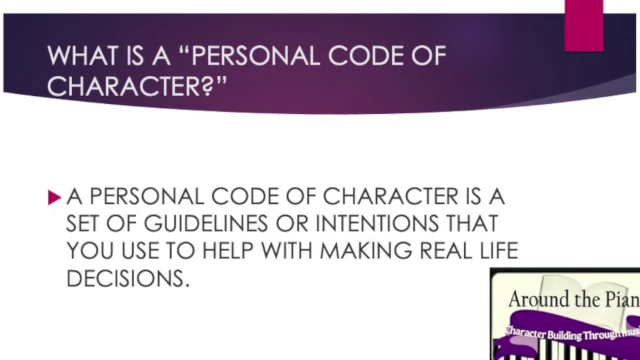 WHAT IS A “PERSONAL CODE OF
CHARACTER?”
A PERSONAL CODE OF CHARACTER IS A
SET OF GUIDELINES OR INTENTIONS THAT
YOU USE TO HELP WITH MAKING REAL LIFE
DECISIONS.
Around the Pian
Character Building Through